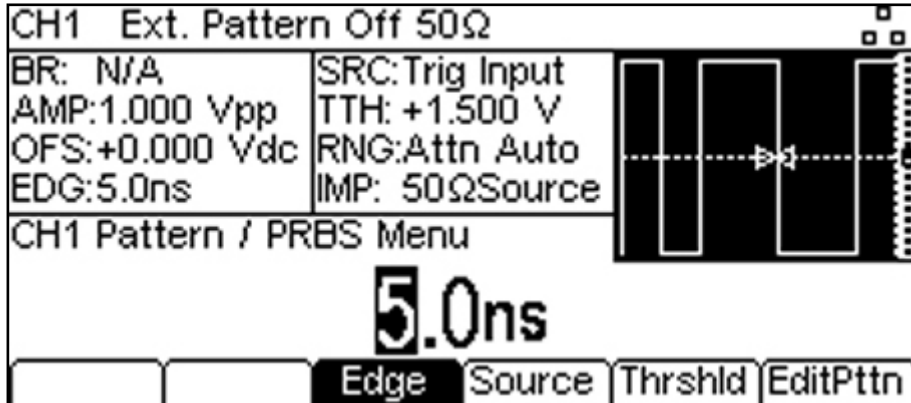 CH1 Ext. Pattern Off 50Ω
BR: N/A
AMP:1.000 Vpp
OFS:+0.000 Vdc
EDG:5.0ns
SRC:Trig Input
TTH: +1.500 V
RNG:Attn Auto
IMP: 50ΩSource
CH1 Pattern / PRBS Menu
5.0ns
Edge Source Thrshld EditPttn